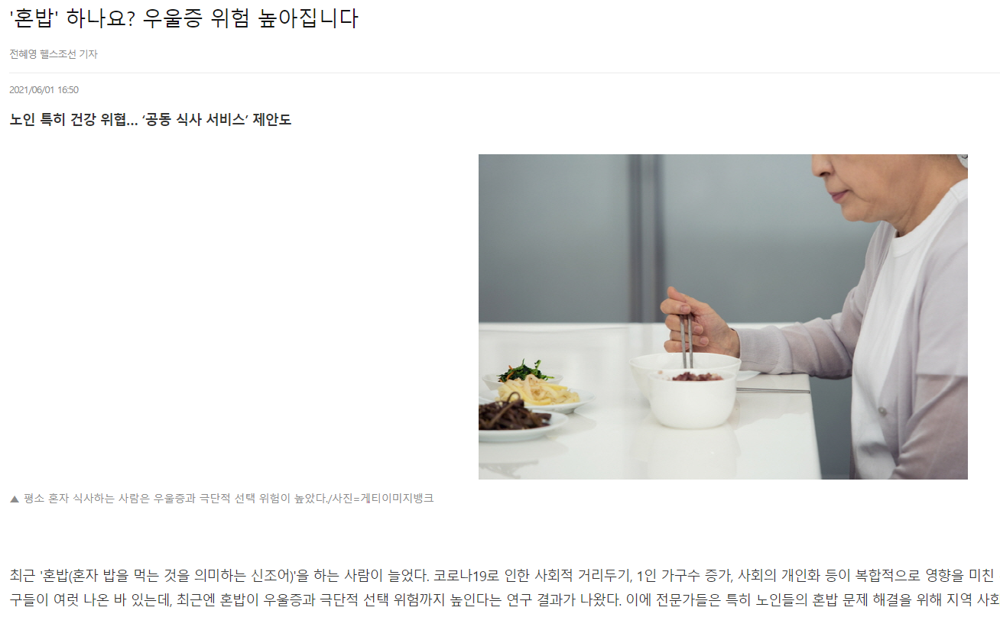 '혼밥' 하나요? 우울증 위험 높아집니다
전혜영 헬스조선 기자
2021/06/01 16:50
노인 특히 건강 위협… ‘공동 식사 서비스’ 제안도
▲ 평소 혼자 식사하는 사람은 우울증과 극단적 선택 위험이 높았다./사진=게티이미지뱅크
최근 '혼밥(혼자 밥을 먹는 것을 의미하는 신조어)'을 하는 사람이 늘었다. 코로나19로 인한 사회적 거리두기, 1인 가구수 증가, 사회의 개인화 등이 복합적으로 영향을 미친
구들이 여럿 나온 바 있는데, 최근엔 혼밥이 우울증과 극단적 선택 위험까지 높인다는 연구 결과가 나왔다. 이에 전문가들은 특히 노인들의 혼밥 문제 해결을 위해 지역 사회